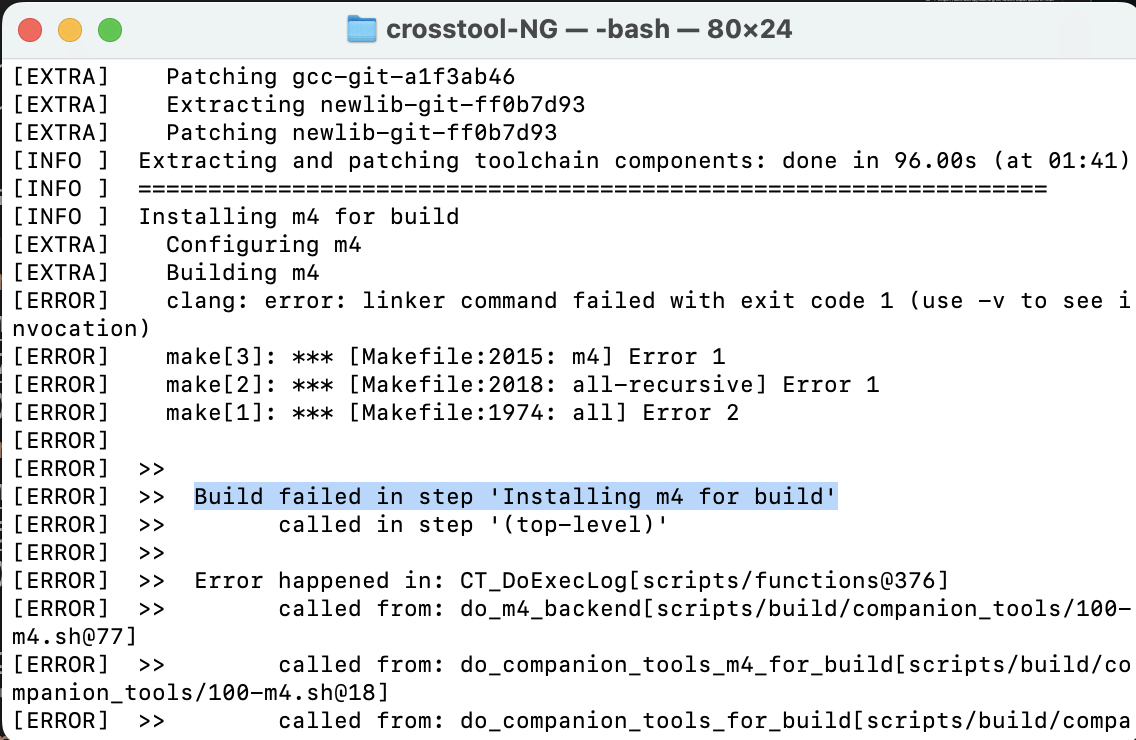 crosstool-NG — -bash — 80×24
[EXTRA]    Patching gcc-git-a1f3ab46
[EXTRA]    Extracting newlib-git-ff0b7d93
[EXTRA]    Patching newlib-git-ff0b7d93
[INFO ]  Extracting and patching toolchain components: done in 96.00s (at 01:41)
[INFO ]  =================================================================
[INFO ]  Installing m4 for build
[EXTRA]    Configuring m4
[EXTRA]    Building m4
[ERROR]    clang: error: linker command failed with exit code 1 (use -v to see i
nvocation)
[ERROR]    make[3]: *** [Makefile:2015: m4] Error 1
[ERROR]    make[2]: *** [Makefile:2018: all-recursive] Error 1
[ERROR]    make[1]: *** [Makefile:1974: all] Error 2
[ERROR]
[ERROR]  >>
[ERROR]  >>  Build failed in step 'Installing m4 for build'
[ERROR]  >>        called in step '(top-level)'
[ERROR]  >>
[ERROR]  >>  Error happened in: CT_DoExecLog[scripts/functions@376]
[ERROR]  >>        called from: do_m4_backend[scripts/build/companion_tools/100-
m4.sh@77]
[ERROR]  >>        called from: do_companion_tools_m4_for_build[scripts/build/co
mpanion_tools/100-m4.sh@18]
[ERROR]  >>        called from: do_companion_tools_for_build[scripts/build/compa